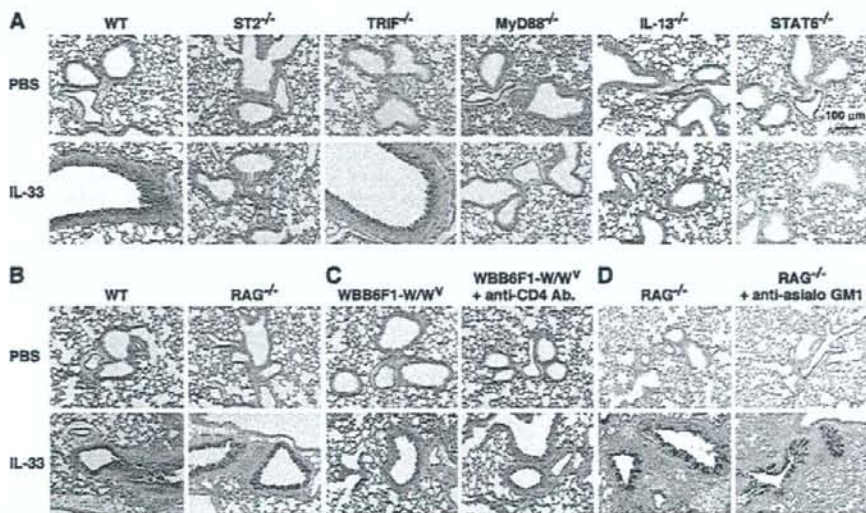 A
WT
ST2-/-
TRIF-/-
MyD88-/-
IL-13-/-
STAT6-/-
PBS
100 μm
IL-33
B
WT
RAG-/-
C
WBB6F1-W/WV
WBB6F1-W/WV
+ anti-CD4 Ab.
D
RAG-/-
RAG-/-
+ anti-asialo GM1
PBS
IL-33